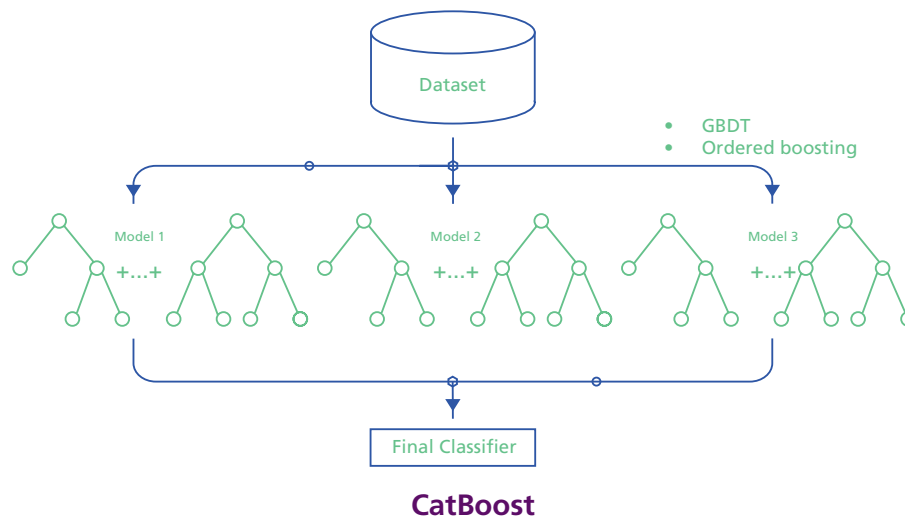 Dataset
• GBDT
• Ordered boosting
Model 1
Model 2
Model 3
+...+
+...+
+...+
Final Classifier
CatBoost